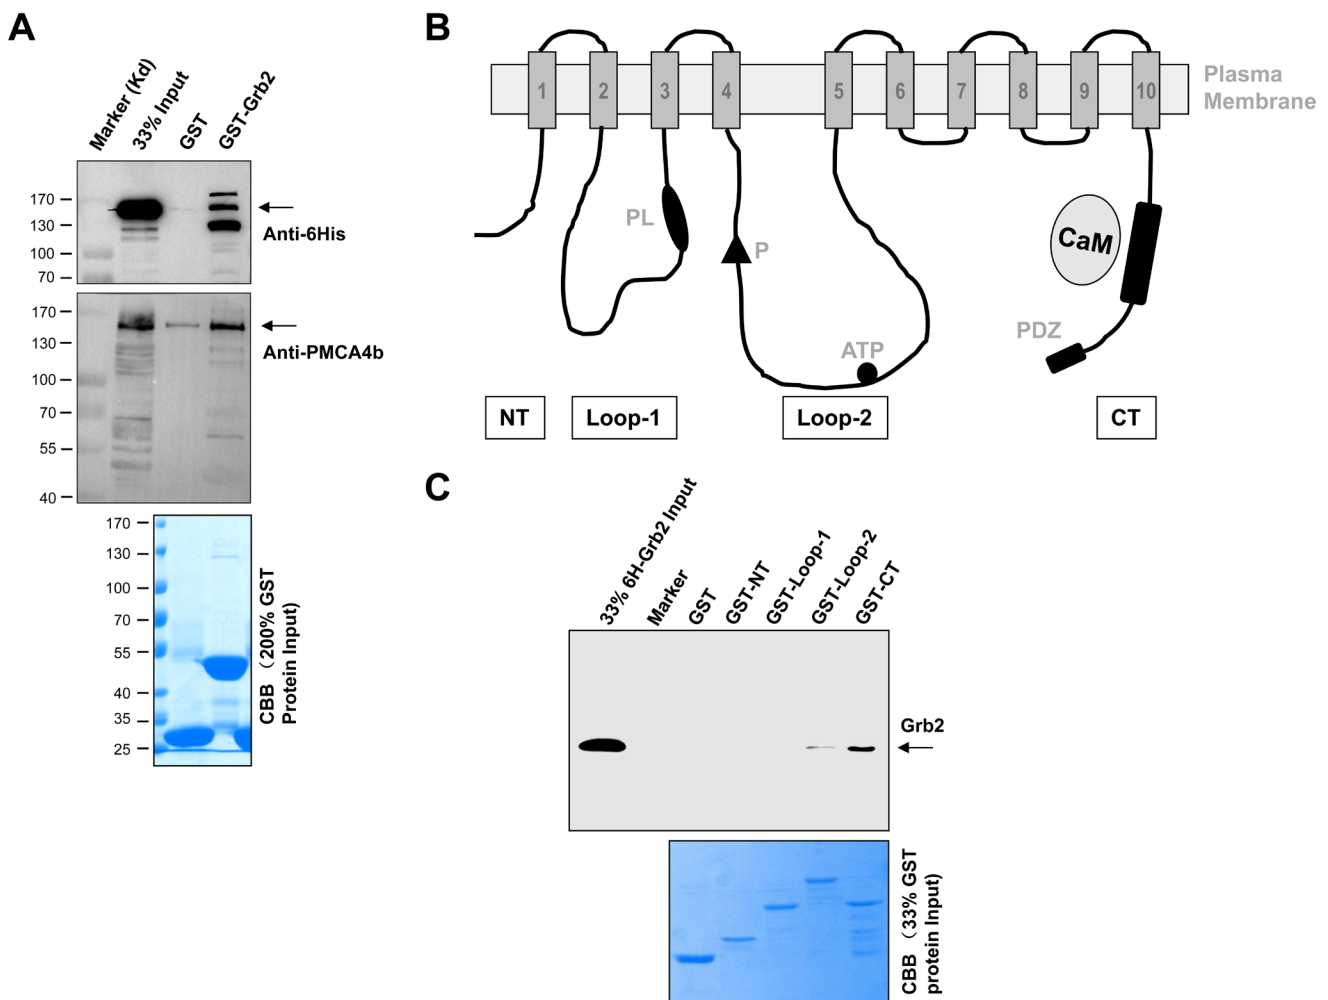 A
Marker (Kd)
33% Input
GST
GST-Grb2
170
130
100
70
Anti-6His
170
130
100
70
55
40
Anti-PMCA4b
170
130
100
70
55
40
35
25
CBB （200% GST
Protein Input)
B
1
2
3
4
5
6
7
8
9
10
Plasma
Membrane
PL
P
ATP
CaM
PDZ
NT
Loop-1
Loop-2
CT
C
33% 6H-Grb2 Input
Marker
GST
GST-NT
GST-Loop-1
GST-Loop-2
GST-CT
Grb2
CBB （33% GST
protein Input)